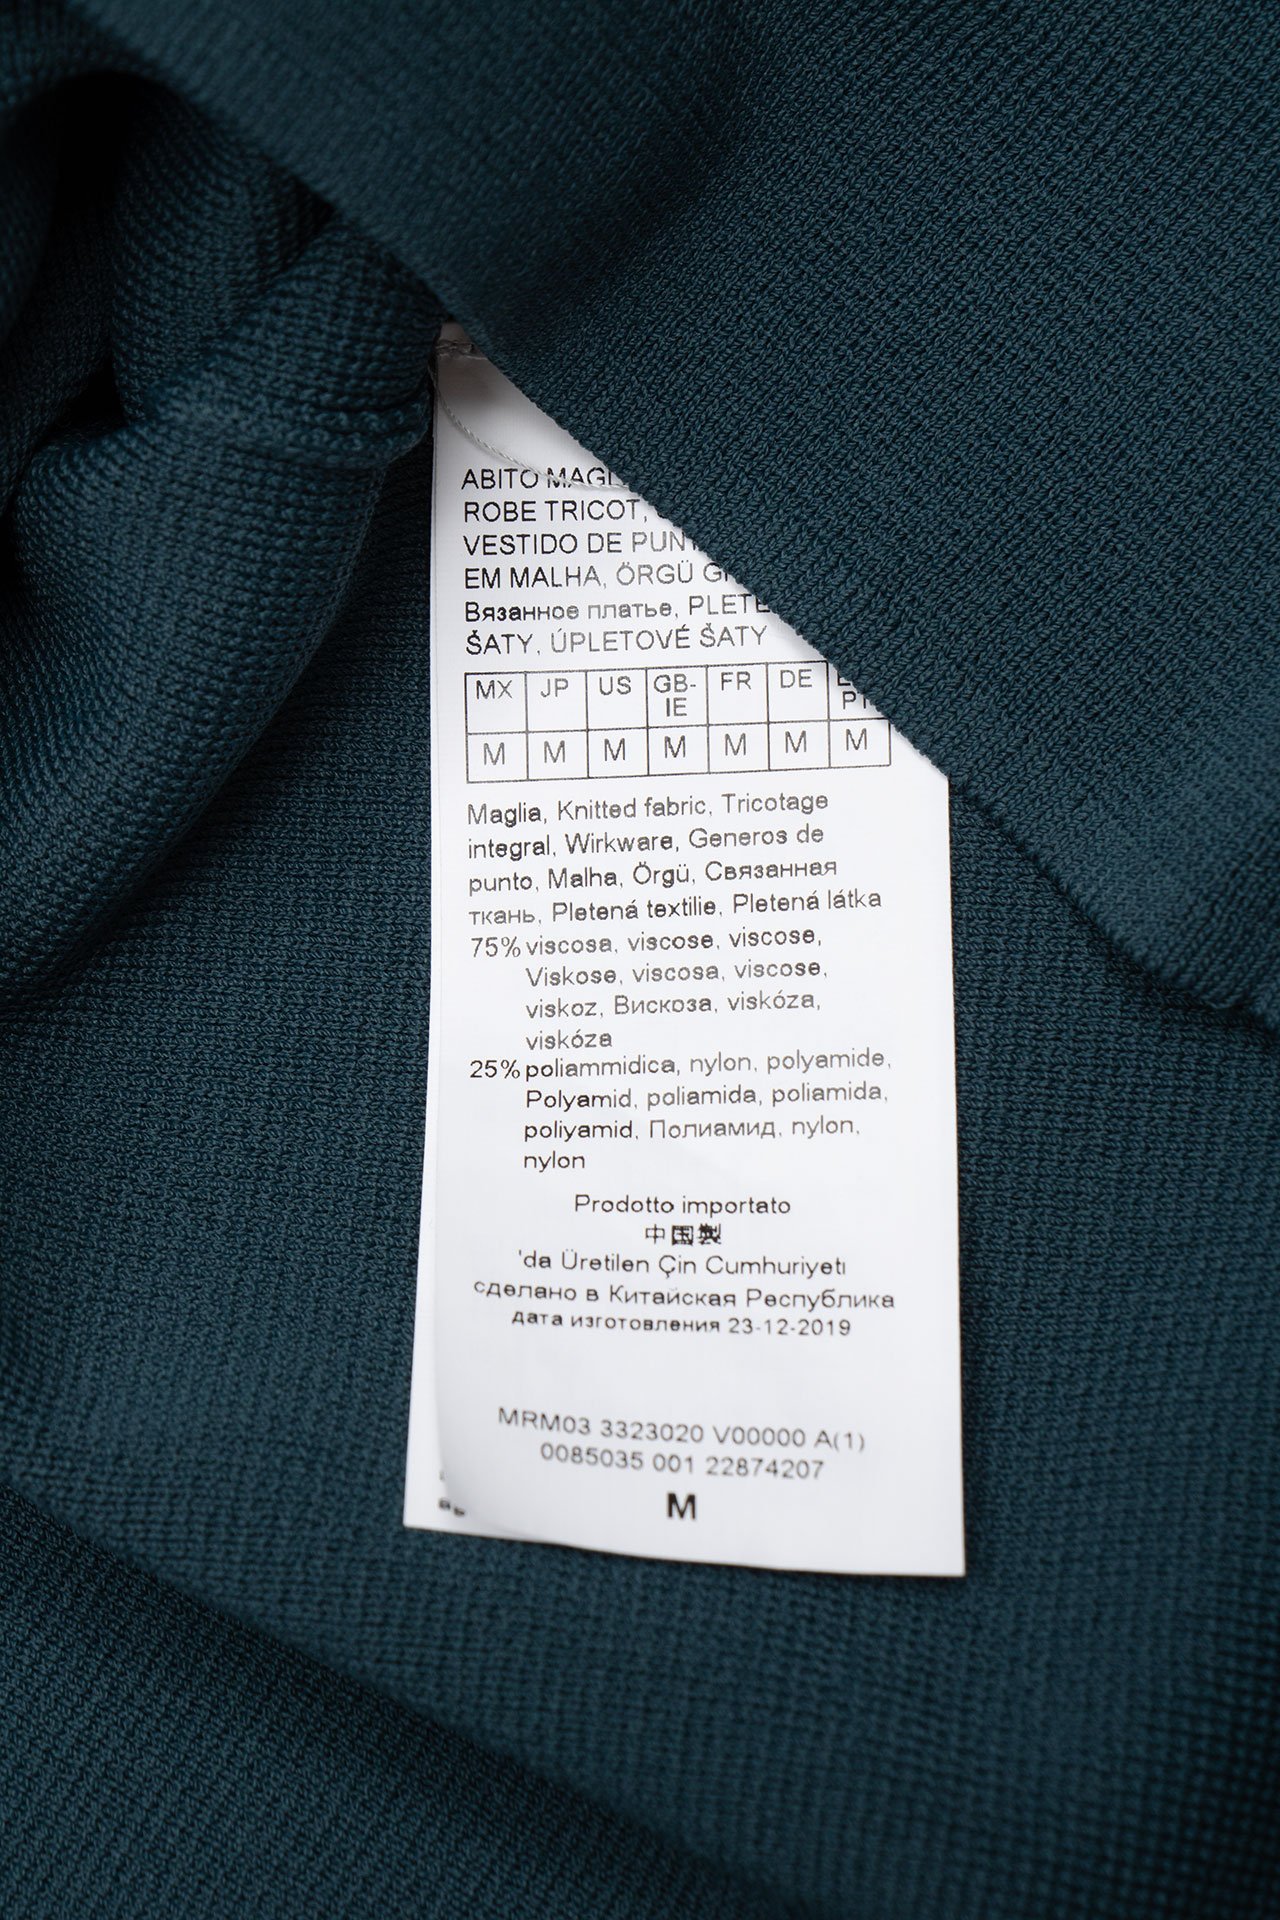 ABITO
ROBE TRICOT,
VESTIDO DE
EM MALHA, ÖRGÜ
Вязанное платье,
ŠATY, ÚPLETOVÉ ŠATY
MX JP US GB-IE FR DE
M M M M M M M
Maglia, Knitted fabric, Tricotage
integral, Wirkware, Generos de
punto, Malha, Örgü, Связанная
ткань, Pletená textilie, Pletená látka
75% viscosa, viscose, viscose,
Viskose, viscosa, viscose,
viskoz, Вискоза, viskóza,
viskóza
25% poliammidica, nylon, polyamide,
Polyamid, poliamida, poliamida,
poliyamid, Полиамид, nylon,
nylon
Prodotto importato
中国製
'da Üretilen Çin Cumhuriyetı
сделано в Китайская Республика
дата изготовления 23-12-2019
MRM03 3323020 V00000 A(1)
0085035 001 22874207
M